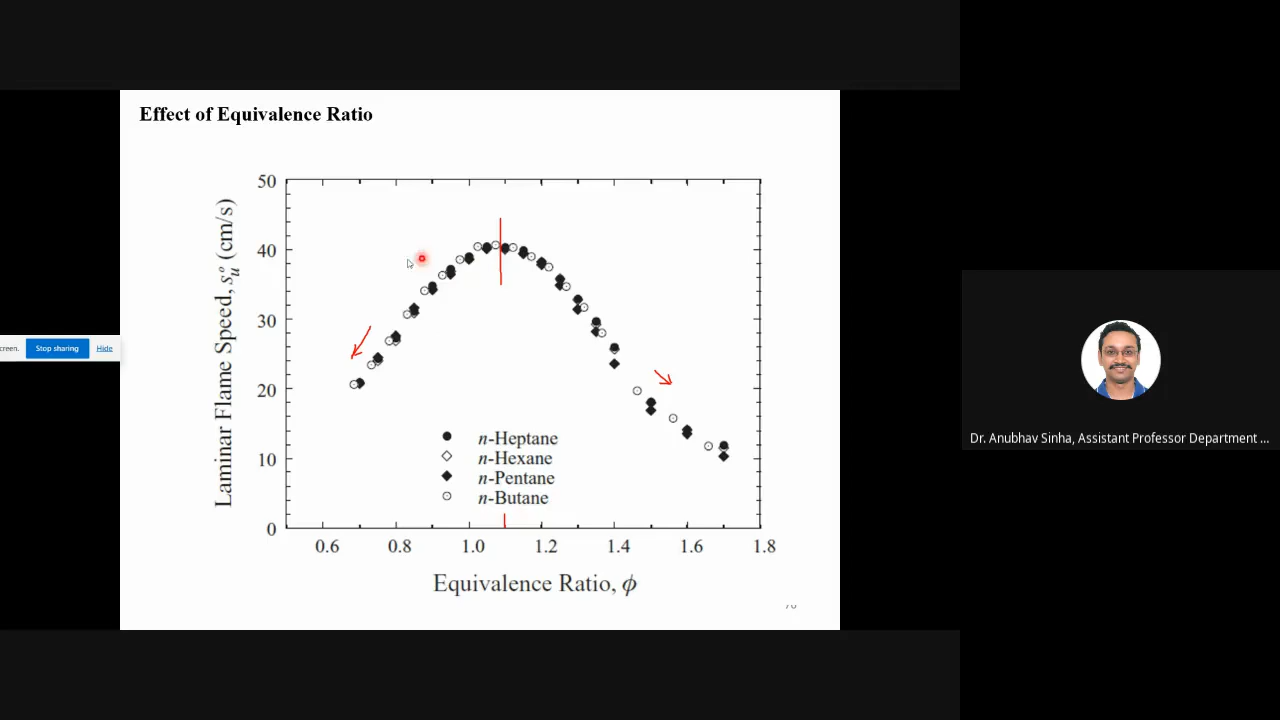 Effect of Equivalence Ratio
50
40
30
20
10
0
Laminar Flame Speed, s°u (cm/s)
n-Heptane
n-Hexane
n-Pentane
n-Butane
0.6 0.8 1.0 1.2 1.4 1.6 1.8
Equivalence Ratio, ϕ
creen. Stop sharing Hide
Dr. Anubhav Sinha, Assistant Professor Department ...